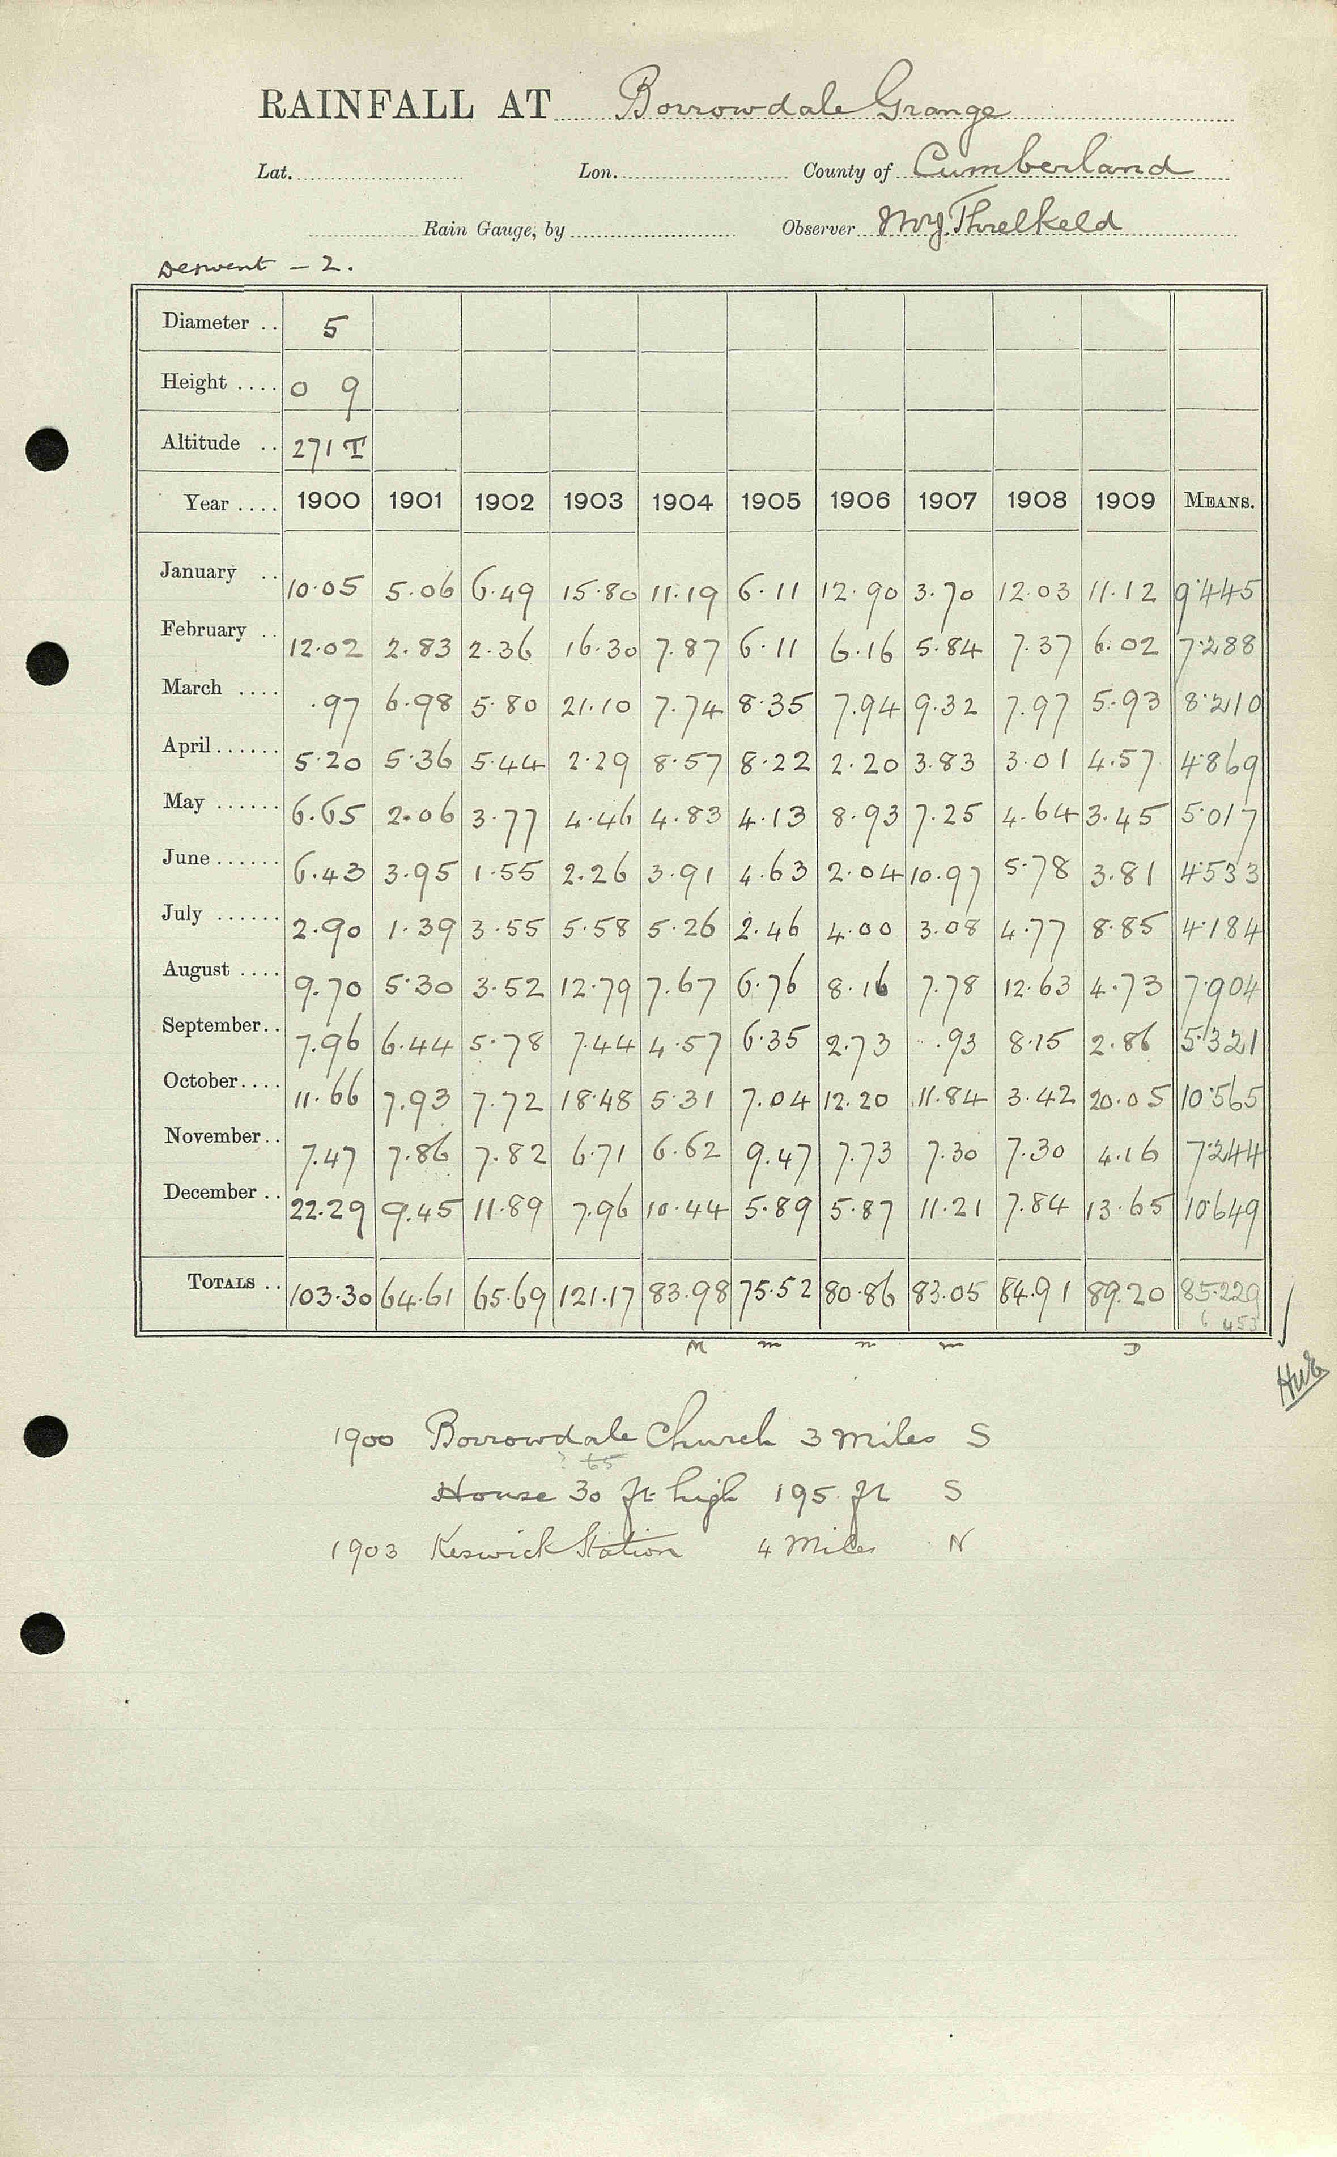 RAINFALL AT Borrowdale Grange
Lat. Lon. County of Cumberland
Rain Gauge, by Observer Threlkeld
Derwent – 2.
Diameter .. 5
Height .... 0 9
Altitude .. 271 T
Year .... 1900 1901 1902 1903 1904 1905 1906 1907 1908 1909 MEANS.
January .. 10.05 5.06 6.49 15.80 11.19 6.11 12.90 3.70 12.03 11.12 9.445
February .. 12.02 2.83 2.36 16.30 7.87 6.11 6.16 5.84 7.37 6.02 7.288
March .... .97 6.98 5.80 21.10 7.74 8.35 7.94 9.32 7.97 5.93 8.210
April ...... 5.20 5.36 5.44 2.29 8.57 8.22 2.20 3.83 3.01 4.57 4.869
May ...... 6.65 2.06 3.77 4.46 4.83 4.13 8.93 7.25 4.64 3.45 5.017
June ...... 6.43 3.95 1.55 2.26 3.91 4.63 2.04 10.97 5.78 3.81 4.533
July ...... 2.90 1.39 3.55 5.58 5.26 2.46 4.00 3.08 4.77 8.85 4.184
August .... 9.70 5.30 3.52 12.79 7.67 6.76 8.16 7.78 12.63 4.73 7.904
September.. 7.96 6.44 5.78 7.44 4.57 6.35 2.73 .93 8.15 2.86 5.321
October.... 11.66 7.93 7.72 18.48 5.31 7.04 12.20 11.84 3.42 20.05 10.565
November.. 7.47 7.86 7.82 6.71 6.62 9.47 7.73 7.30 7.30 4.16 7.244
December .. 22.29 9.45 11.89 7.96 10.44 5.89 5.87 11.21 7.84 13.65 10.649
TOTALS .. 103.30 64.61 65.69 121.17 83.98 75.52 80.86 83.05 84.91 89.20 85.229
M m m m D
1900 Borrowdale Church 3 miles S
? 65
House 30 ft high 195 ft S
1903 Keswick Station 4 Miles N